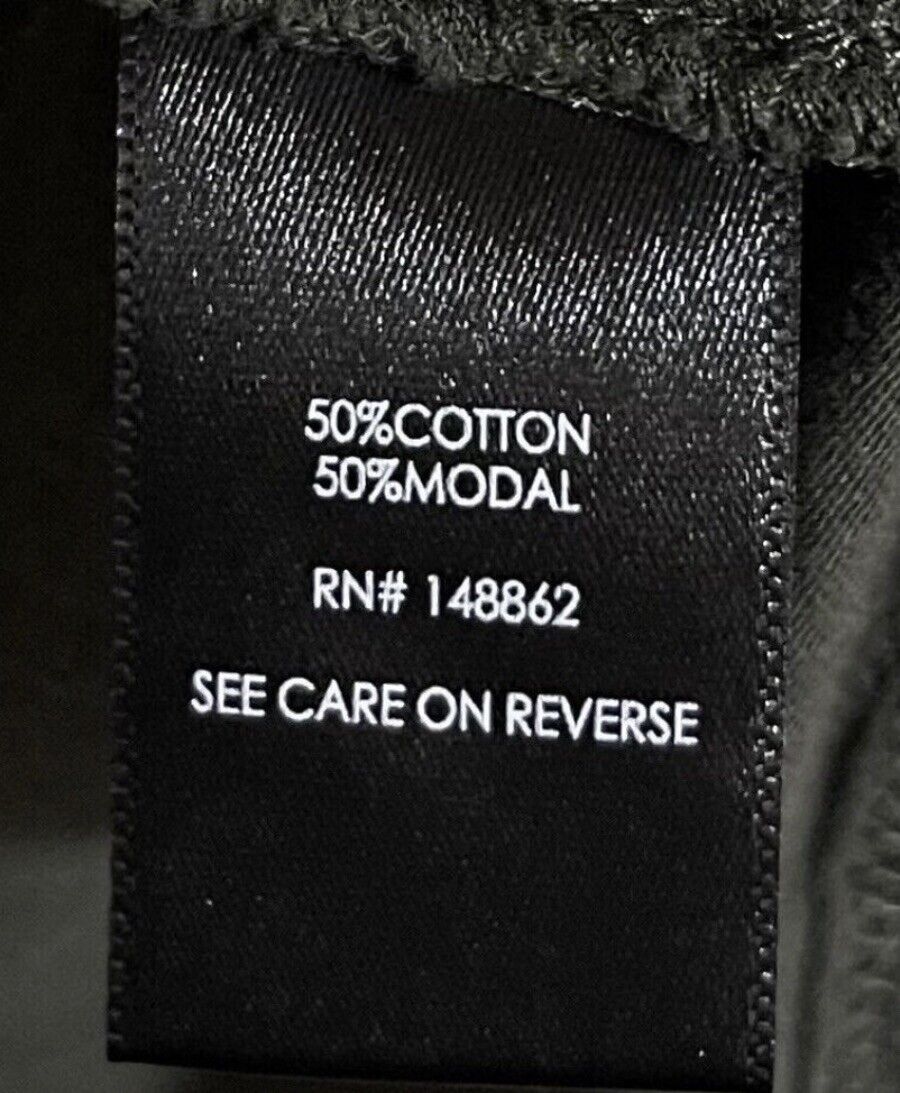 50%COTTON
50%MODAL
RN# 148862
SEE CARE ON REVERSE